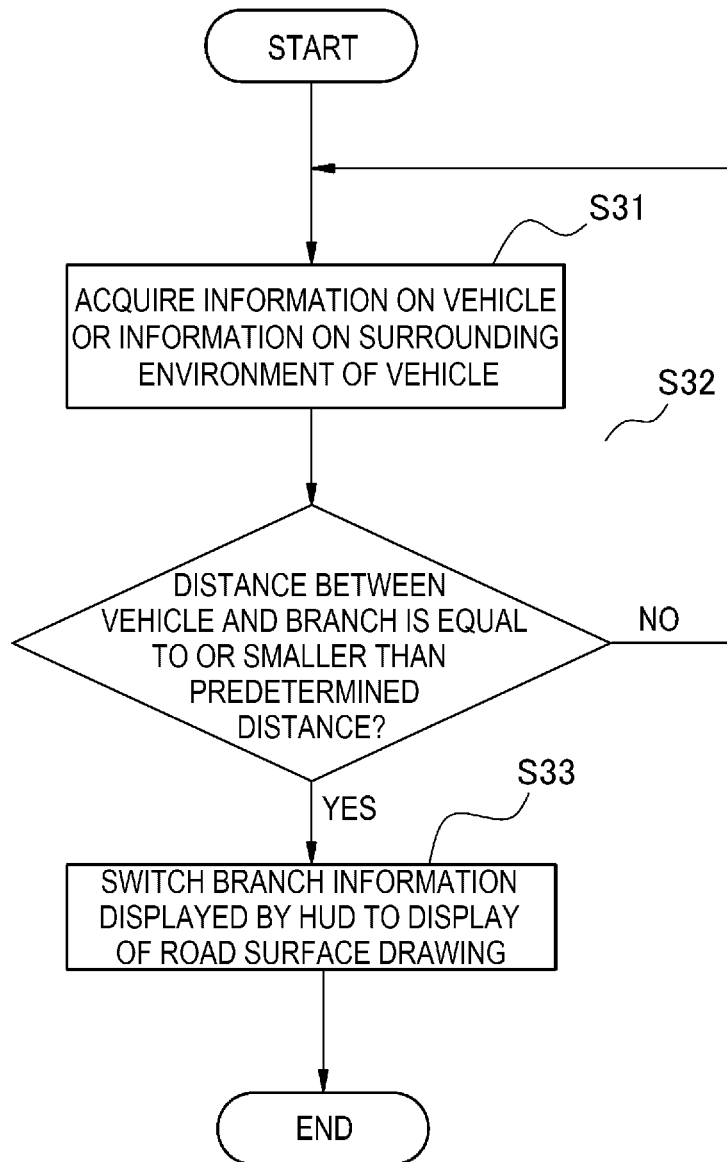 START
S31
ACQUIRE INFORMATION ON VEHICLE
OR INFORMATION ON SURROUNDING
ENVIRONMENT OF VEHICLE
S32
DISTANCE BETWEEN
VEHICLE AND BRANCH IS EQUAL
TO OR SMALLER THAN
PREDETERMINED
DISTANCE?
NO
YES
S33
SWITCH BRANCH INFORMATION
DISPLAYED BY HUD TO DISPLAY
OF ROAD SURFACE DRAWING
END